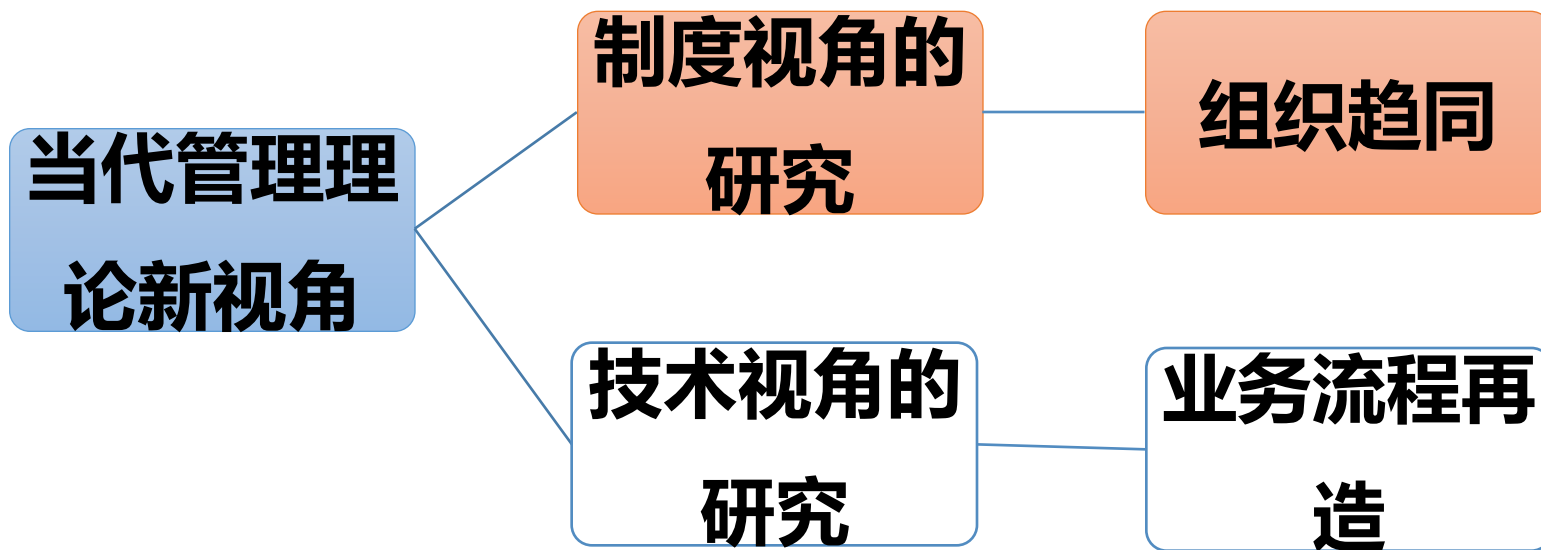 当代管理理
论新视角
制度视角的
研究
组织趋同
技术视角的
研究
业务流程再
造